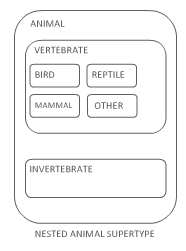 ANIMAL
VERTEBRATE
BIRD REPTILE
MAMMAL OTHER
INVERTEBRATE
NESTED ANIMAL SUPERTYPE